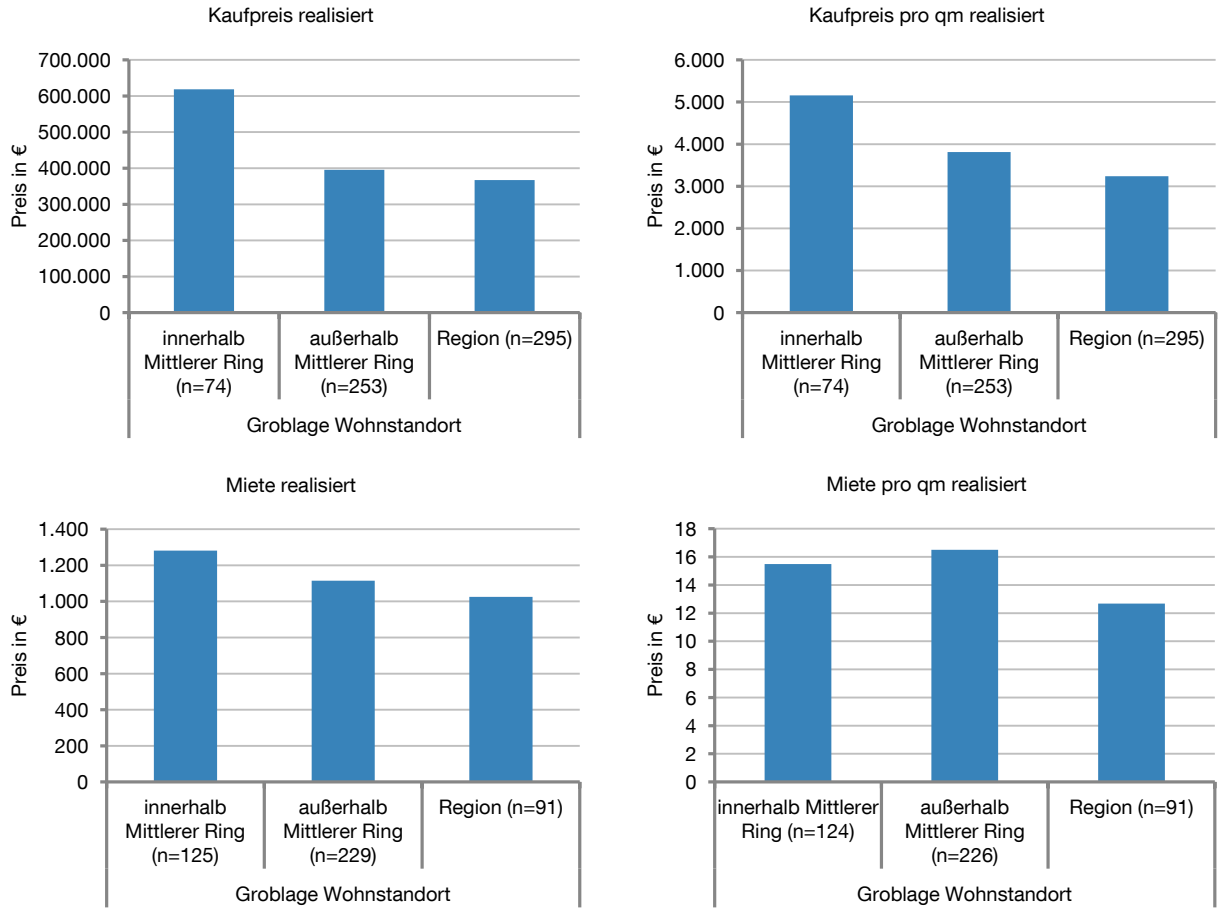 Kaufpreis realisiert
700.000
600.000
500.000
400.000
300.000
200.000
100.000
0
Preis in €
innerhalb
Mittlerer Ring
(n=74)
außerhalb
Mittlerer Ring
(n=253)
Region (n=295)
Groblage Wohnstandort
Kaufpreis pro qm realisiert
6.000
5.000
4.000
3.000
2.000
1.000
0
Preis in €
innerhalb
Mittlerer Ring
(n=74)
außerhalb
Mittlerer Ring
(n=253)
Region (n=295)
Groblage Wohnstandort
Miete realisiert
1.400
1.200
1.000
800
600
400
200
0
Preis in €
innerhalb
Mittlerer Ring
(n=125)
außerhalb
Mittlerer Ring
(n=229)
Region (n=91)
Groblage Wohnstandort
Miete pro qm realisiert
18
16
14
12
10
8
6
4
2
0
Preis in €
innerhalb Mittlerer
Ring (n=124)
außerhalb
Mittlerer Ring
(n=226)
Region (n=91)
Groblage Wohnstandort